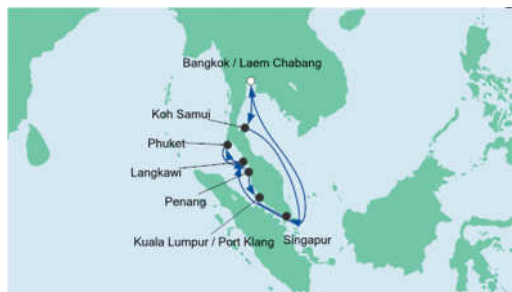 Bangkok / Laem Chabang
Koh Samui
Phuket
Langkawi
Penang
Kuala Lumpur / Port Klang
Singapur